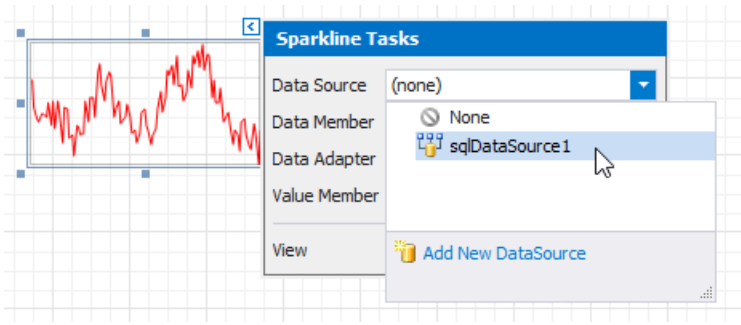 Sparkline Tasks
Data Source (none)
Data Member
None
sqlDataSource1
Data Adapter
Value Member
View
Add New DataSource